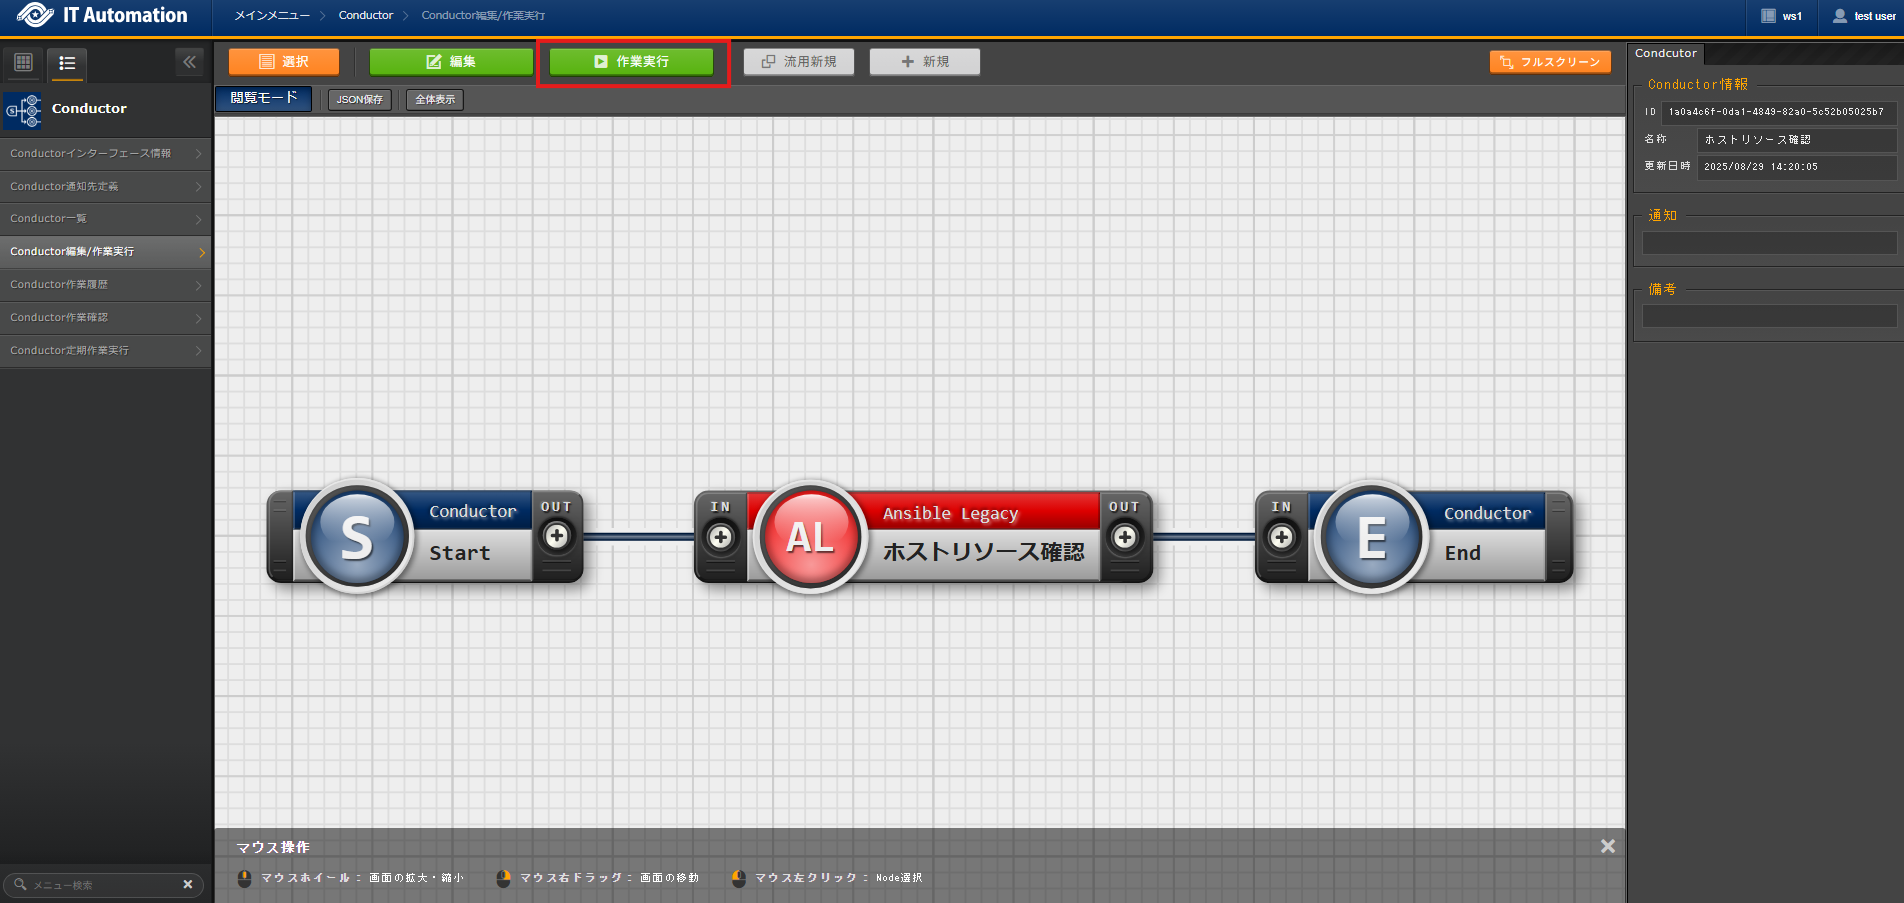 IT Automation
メインメニュー
Conductor
Conductor編集/作業実行
ws1
test user
選択
編集
作業実行
流用新規
新規
フルスクリーン
閲覧モード
JSON保存
全体表示
Conductor
Conductorインターフェース情報
Conductor通知先定義
Conductor一覧
Conductor編集/作業実行
Conductor作業履歴
Conductor作業確認
Conductor定期作業実行
メニュー検索
S
Conductor
Start
OUT
IN
AL
Ansible Legacy
ホストリソース確認
OUT
IN
E
Conductor
End
マウス操作
マウスホイール : 画面の拡大・縮小
マウス右ドラッグ : 画面の移動
マウス左クリック : Node選択
Condcutor
Conductor情報
ID 1a0a4c6f-0da1-4849-82a0-5c52b05025b7
名称 ホストリソース確認
更新日時 2025/08/29 14:20:05
通知
備考